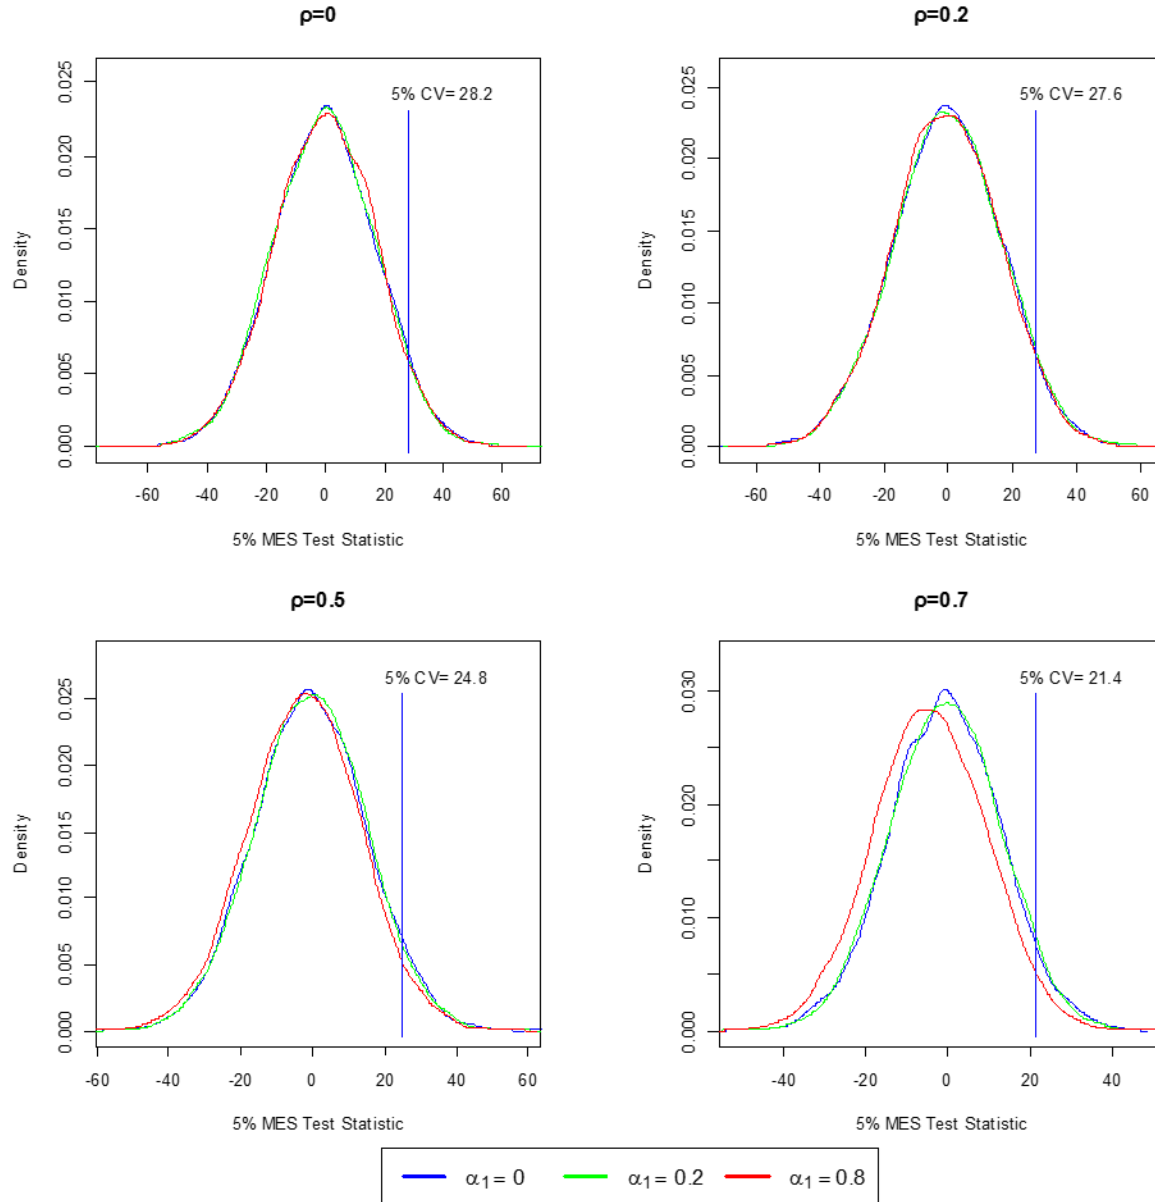 ρ=0
5% CV= 28.2
Density
0.000 0.005 0.010 0.015 0.020 0.025
-60 -40 -20 0 20 40 60
5% MES Test Statistic
ρ=0.2
5% CV= 27.6
Density
0.000 0.005 0.010 0.015 0.020 0.025
-60 -40 -20 0 20 40 60
5% MES Test Statistic
ρ=0.5
5% CV= 24.8
Density
0.000 0.005 0.010 0.015 0.020 0.025
-60 -40 -20 0 20 40 60
5% MES Test Statistic
ρ=0.7
5% CV= 21.4
Density
0.000 0.010 0.020 0.030
-40 -20 0 20 40
5% MES Test Statistic
α₁= 0 α₁= 0.2 α₁= 0.8